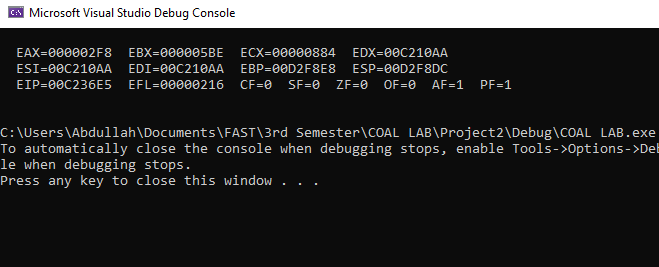 Microsoft Visual Studio Debug Console
EAX=000002F8 EBX=000005BE ECX=00000884 EDX=00C210AA
ESI=00C210AA EDI=00C210AA EBP=00D2F8E8 ESP=00D2F8DC
EIP=00C236E5 EFL=00000216 CF=0 SF=0 ZF=0 OF=0 AF=1 PF=1
C:\Users\Abdullah\Documents\FAST\3rd Semester\COAL LAB\Project2\Debug\COAL LAB.exe
To automatically close the console when debugging stops, enable Tools->Options->Deb
le when debugging stops.
Press any key to close this window . . .